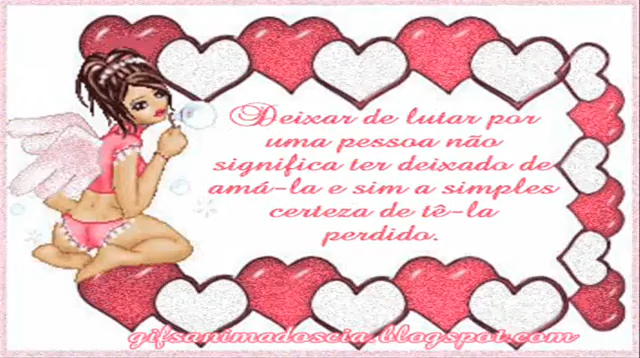 Deixar de lutar por
uma pessoa não
significa ter deixado de
amá-la e sim a simples
certeza de tê-la
perdido.
gifsanimadoscia.blogspot.com